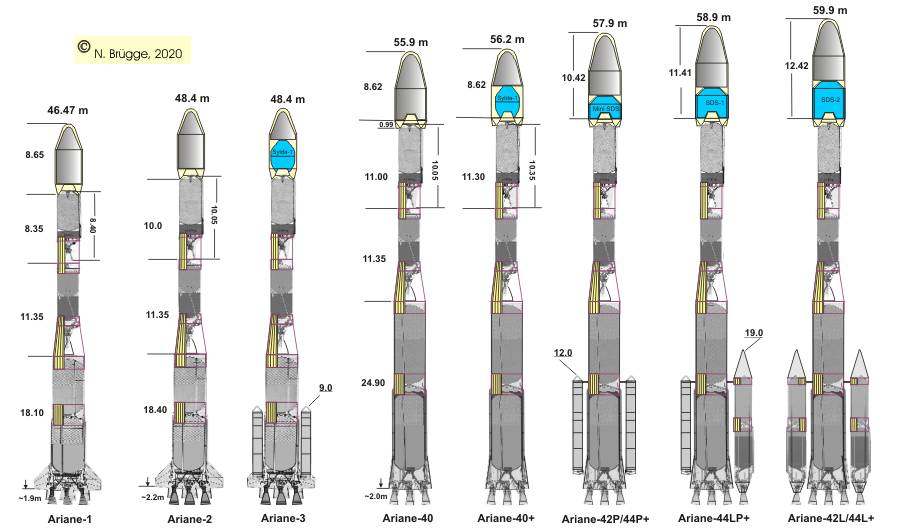 © N. Brügge, 2020
46.47 m
48.4 m
48.4 m
55.9 m
56.2 m
57.9 m
58.9 m
59.9 m
8.65
8.35
8.40
11.35
18.10
~1.9m
10.0
10.05
11.35
18.40
~2.2m
Sylda-1
9.0
8.62
0.99
11.00
10.05
11.35
24.90
~2.0m
8.62
Sylda-1
11.30
10.35
10.42
Mini SDS
12.0
11.41
SDS-1
19.0
12.42
SDS-2
Ariane-1
Ariane-2
Ariane-3
Ariane-40
Ariane-40+
Ariane-42P/44P+
Ariane-44LP+
Ariane-42L/44L+